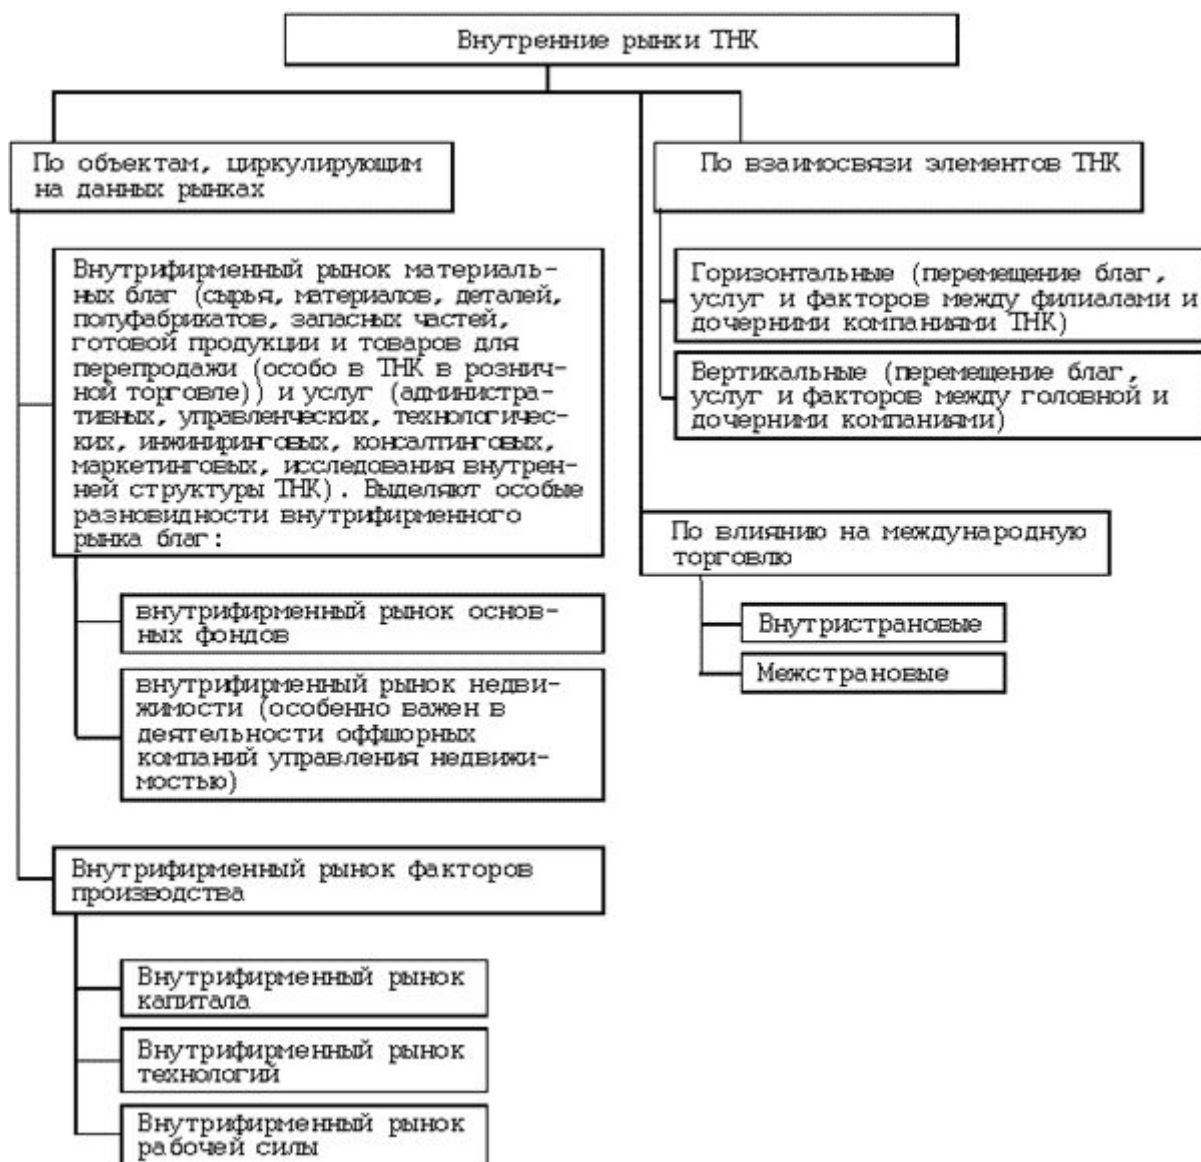 Внутренние рынки ТНК
По объектам, циркулирующим
на данных рынках
Внутрифирменный рынок материаль-
ных благ (сырья, материалов, деталей,
полуфабрикатов, запасных частей,
готовой продукции и товаров для
перепродажи (особо в ТНК в рознич-
ной торговле)) и услуг (администра-
тивных, управленческих, технологичес-
ких, инжиниринговых, консалтинговых,
маркетинговых, исследования внутрен-
ней структуры ТНК). Выделяют особые
разновидности внутрифирменного
рынка благ:
внутрифирменный рынок основ-
ных фондов
внутрифирменный рынок недви-
жимости (особенно важен в
деятельности оффшорных
компаний управления недвижи-
мостью)
Внутрифирменный рынок факторов
производства
Внутрифирменный рынок
капитала
Внутрифирменный рынок
технологий
Внутрифирменный рынок
рабочей силы
По взаимосвязи элементов ТНК
Горизонтальные (перемещение благ,
услуг и факторов между филиалами и
дочерними компаниями ТНК)
Вертикальные (перемещение благ,
услуг и факторов между головной и
дочерними компаниями)
По влиянию на международную
торговлю
Внутристрановые
Межстрановые